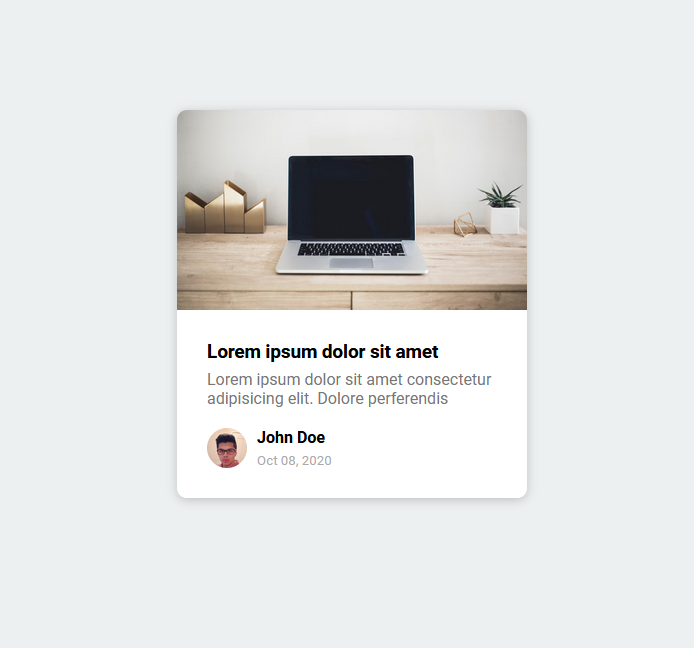 Lorem ipsum dolor sit amet
Lorem ipsum dolor sit amet consectetur
adipisicing elit. Dolore perferendis
John Doe
Oct 08, 2020